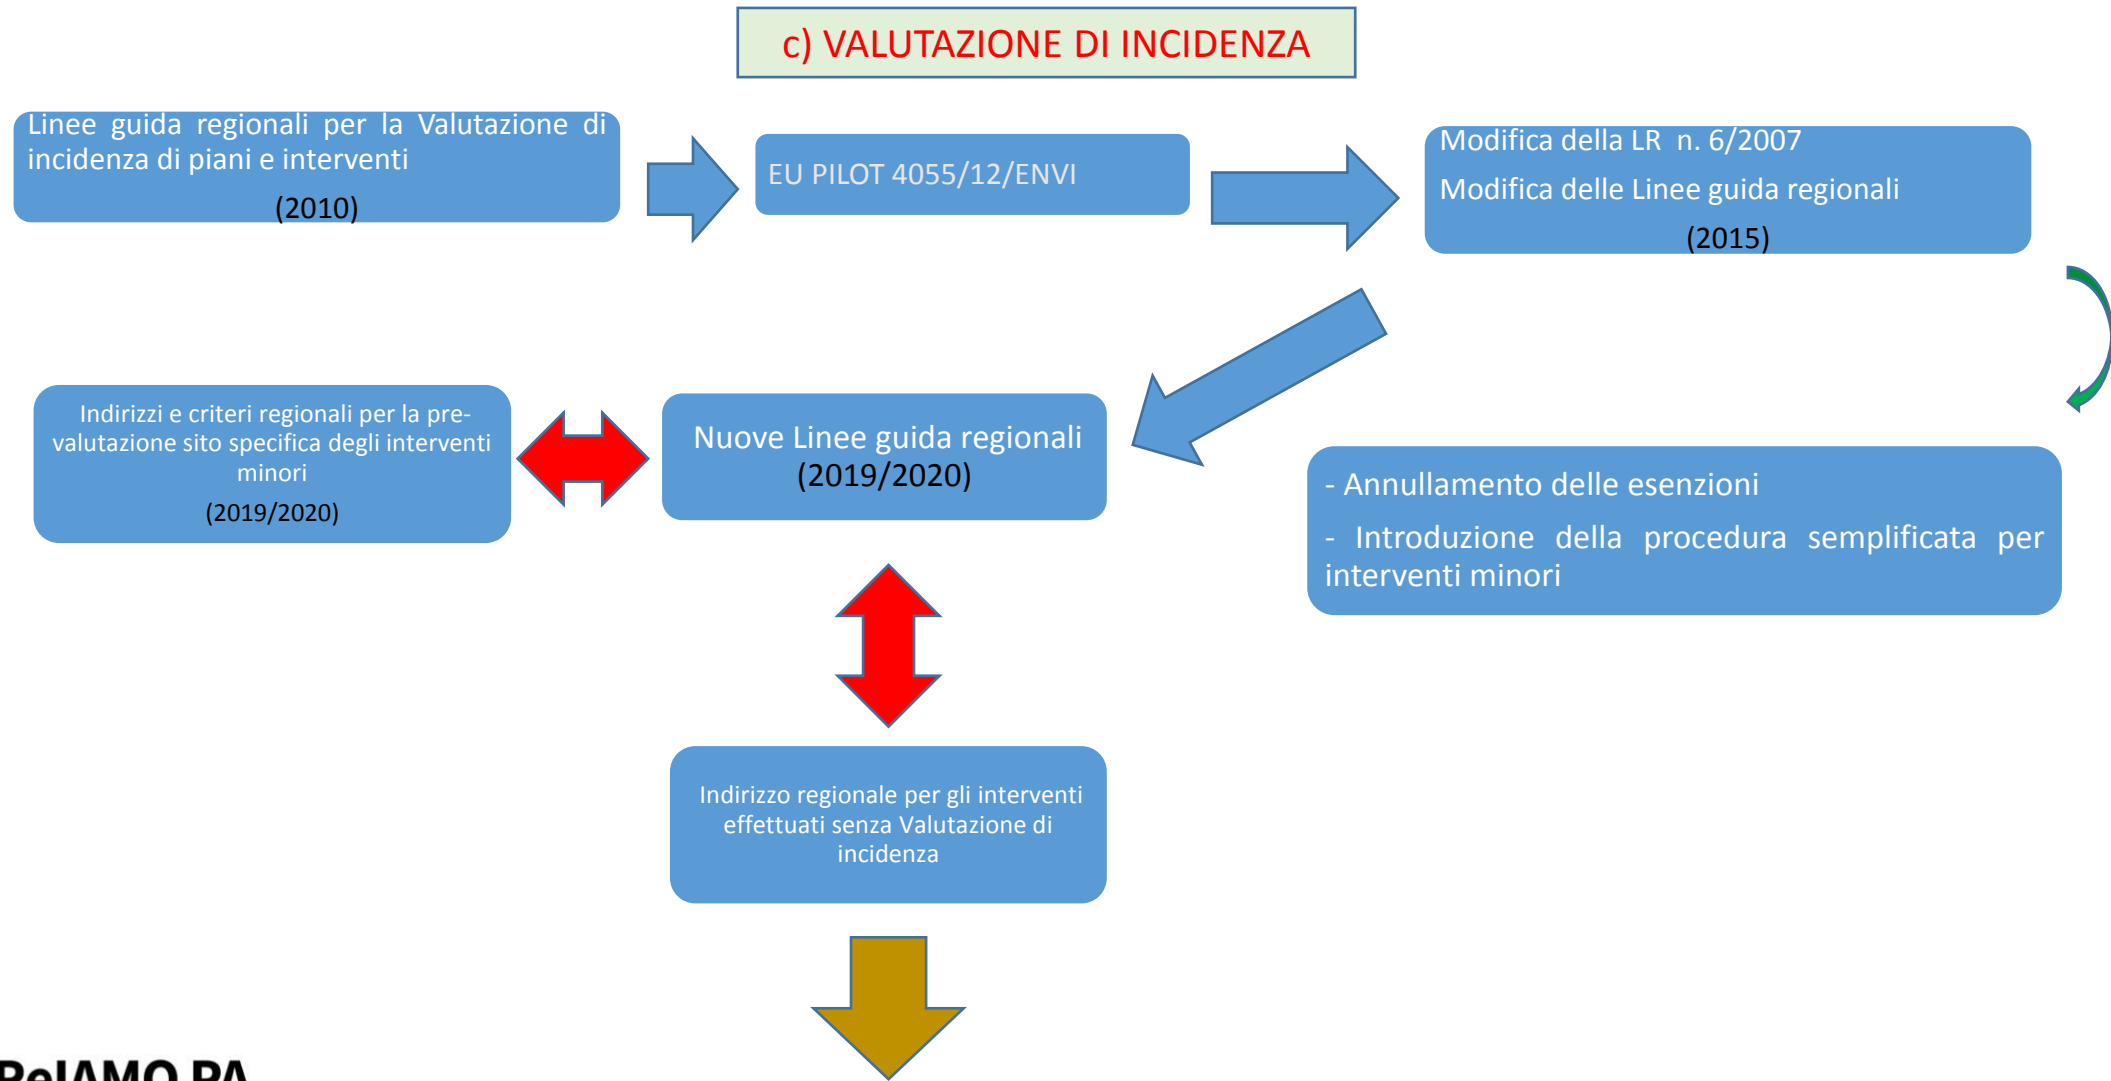 c) VALUTAZIONE DI INCIDENZA
Linee guida regionali per la Valutazione di
incidenza di piani e interventi
(2010)
EU PILOT 4055/12/ENVI
Modifica della LR n. 6/2007
Modifica delle Linee guida regionali
(2015)
Indirizzi e criteri regionali per la pre-
valutazione sito specifica degli interventi
minori
(2019/2020)
Nuove Linee guida regionali
(2019/2020)
- Annullamento delle esenzioni
- Introduzione della procedura semplificata per
interventi minori
Indirizzo regionale per gli interventi
effettuati senza Valutazione di
incidenza
ReIAMO PA